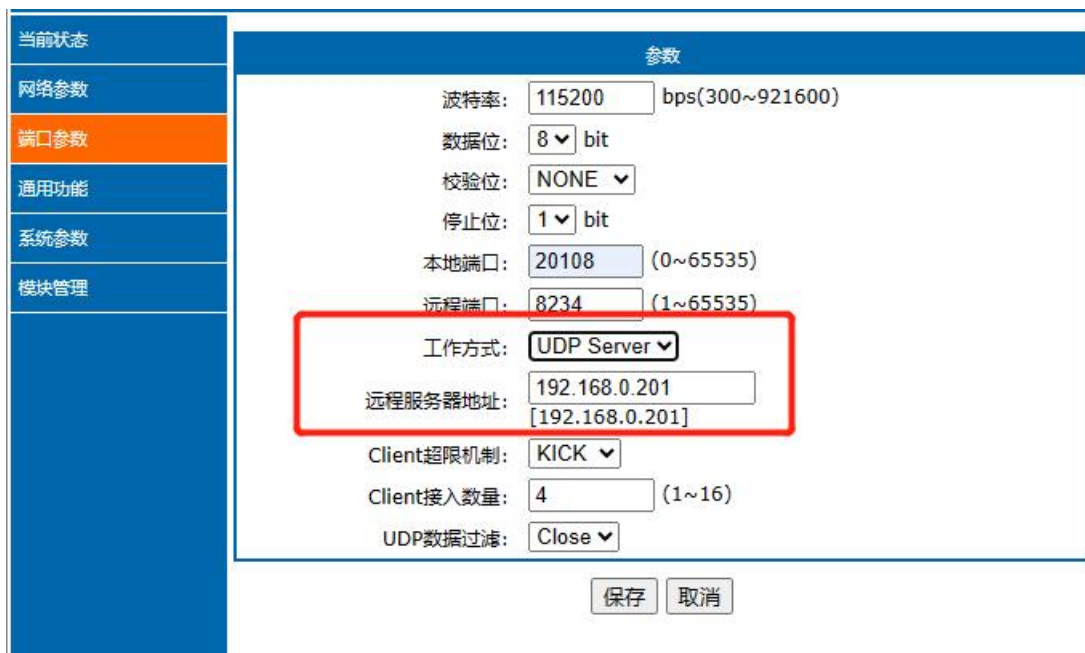 当前状态
网络参数
端口参数
通用功能
系统参数
模块管理
参数
波特率: 115200 bps(300~921600)
数据位: 8 bit
校验位: NONE
停止位: 1 bit
本地端口: 20108 (0~65535)
远程端口: 8234 (1~65535)
工作方式: UDP Server
远程服务器地址: 192.168.0.201
[192.168.0.201]
Client超限机制: KICK
Client接入数量: 4 (1~16)
UDP数据过滤: Close
保存 取消